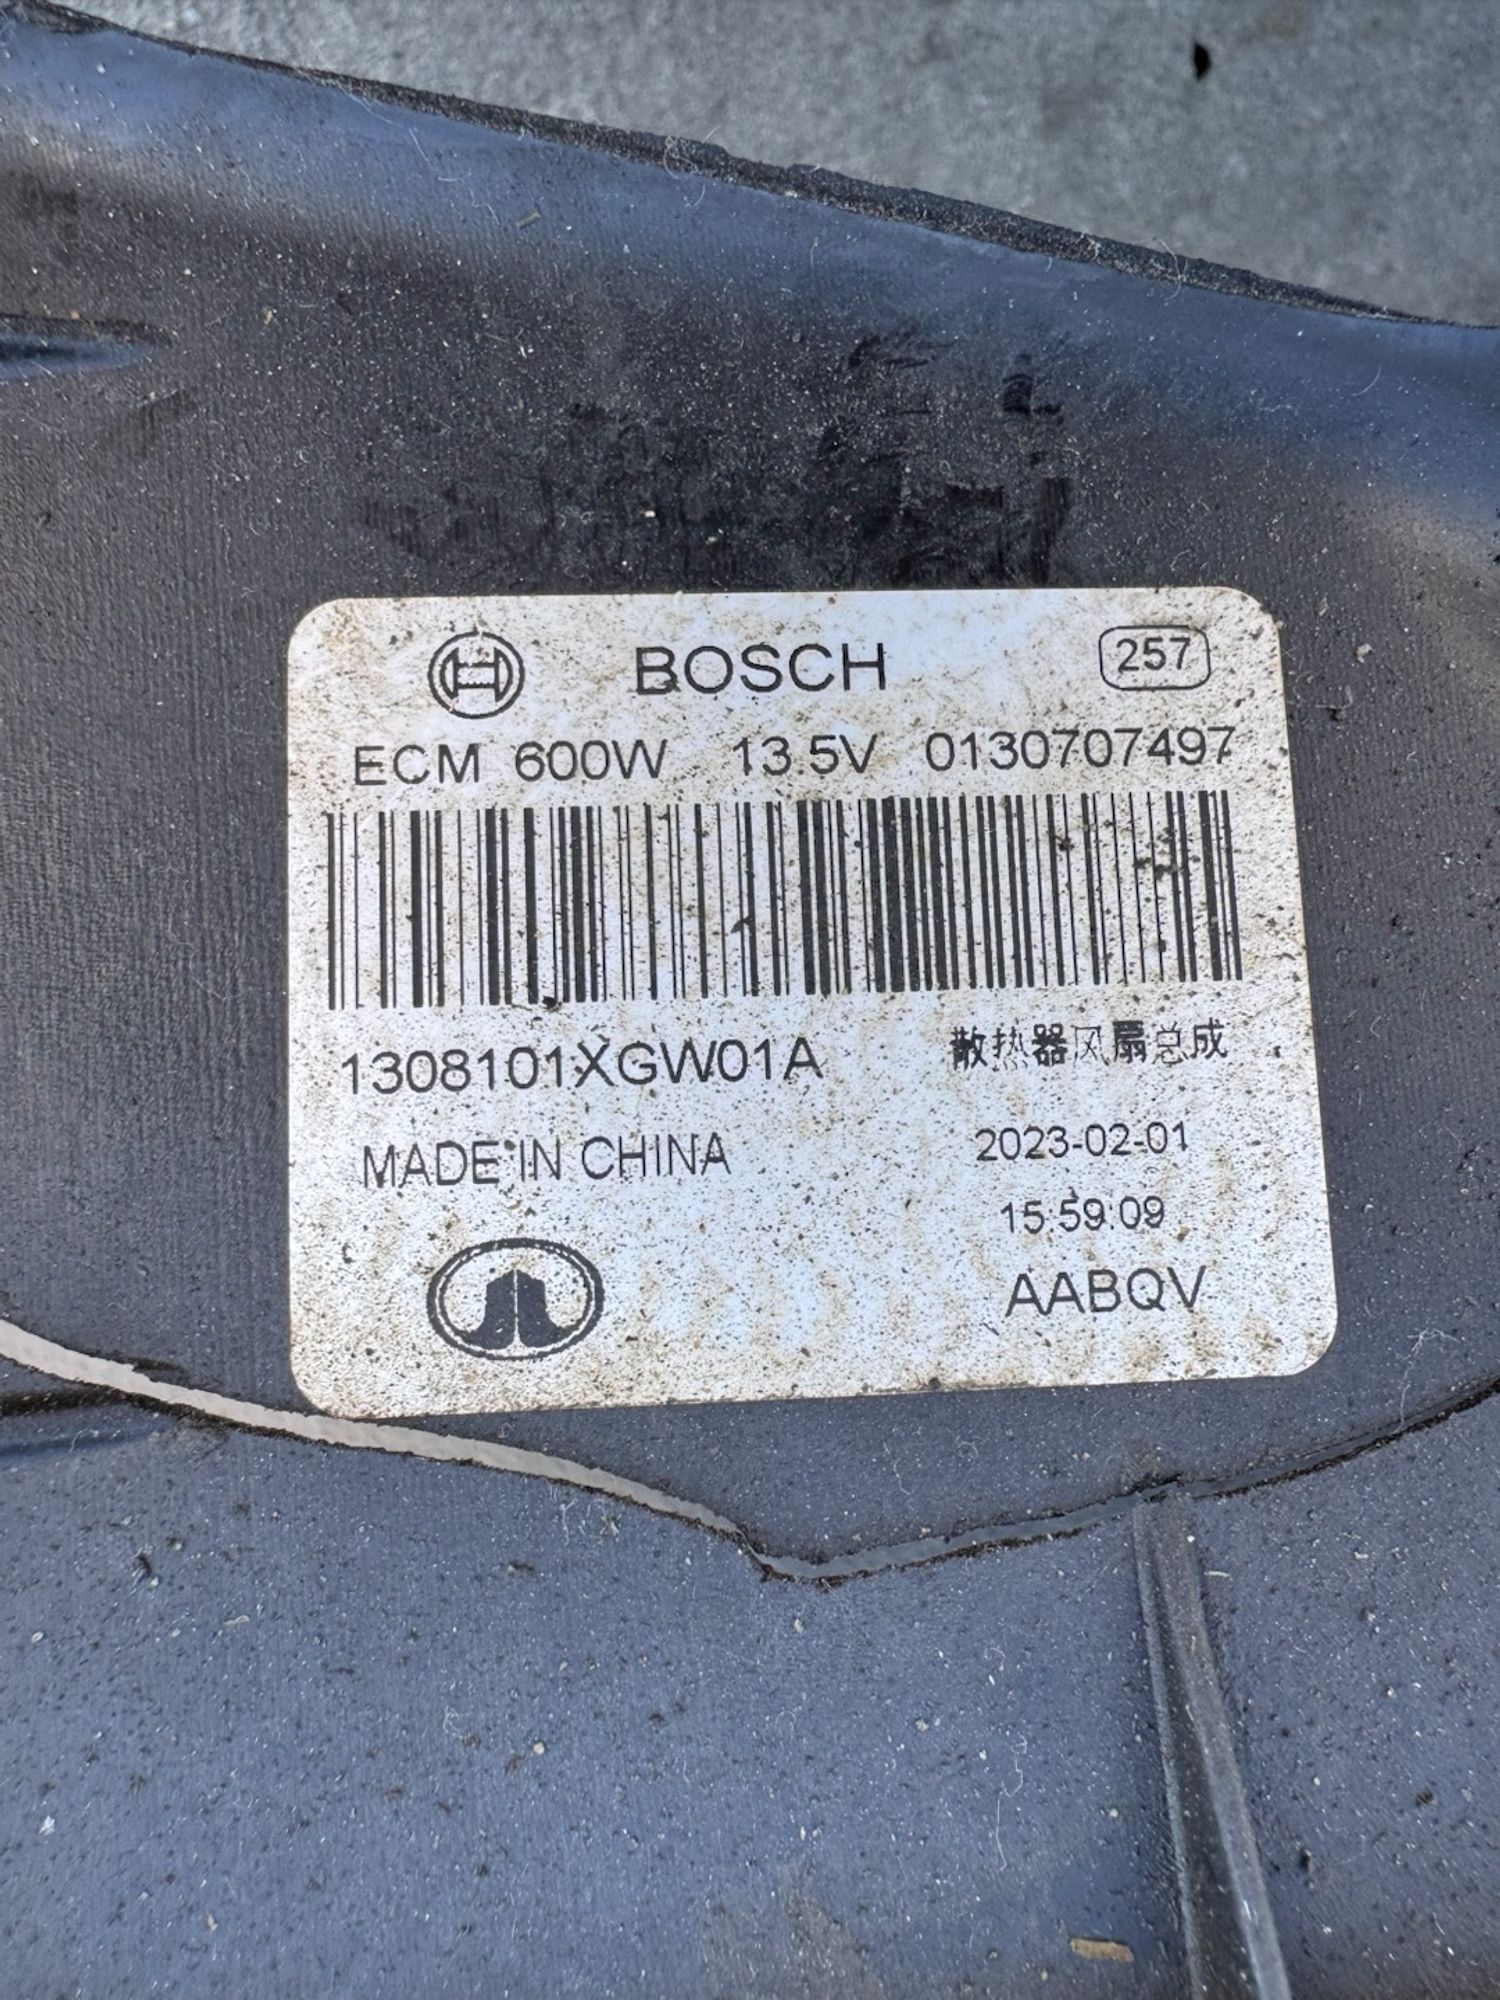 BOSCH 257
ECM 600W 13.5V 0130707497
1308101XGW01A 散热器风扇总成
MADE IN CHINA 2023-02-01
15:59:09
AABQV